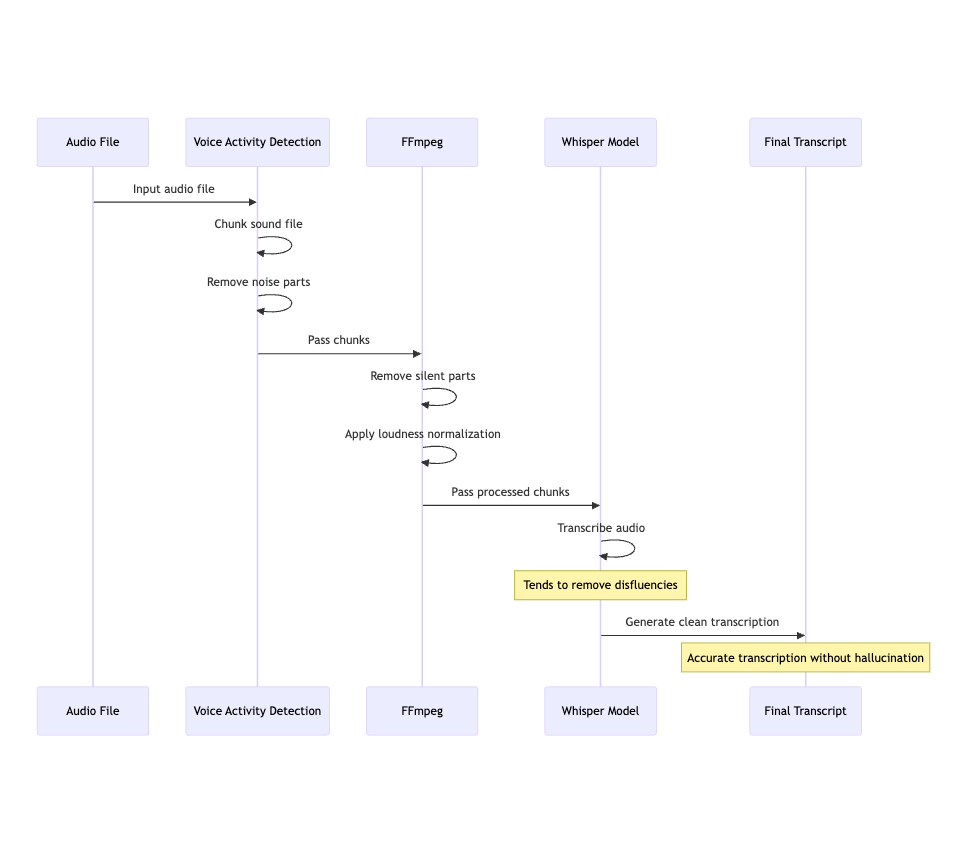 Audio File
Voice Activity Detection
FFmpeg
Whisper Model
Final Transcript
Input audio file
Chunk sound file
Remove noise parts
Pass chunks
Remove silent parts
Apply loudness normalization
Pass processed chunks
Transcribe audio
Tends to remove disfluencies
Generate clean transcription
Accurate transcription without hallucination
Audio File
Voice Activity Detection
FFmpeg
Whisper Model
Final Transcript